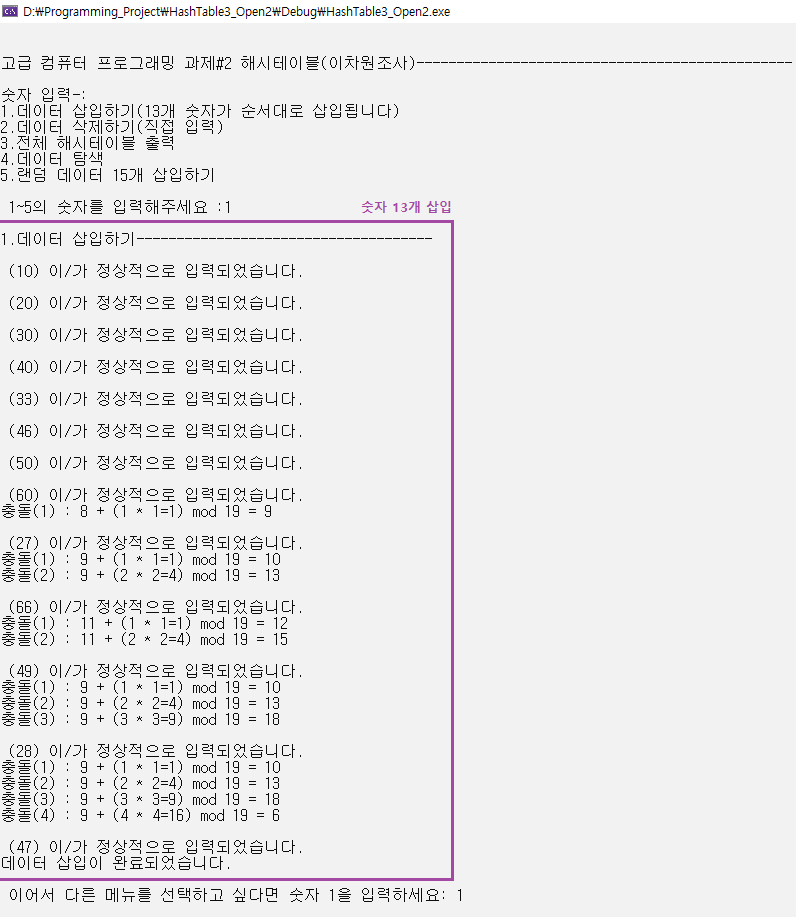 D:₩Programming_Project₩HashTable3_Open2₩Debug₩HashTable3_Open2.exe
고급 컴퓨터 프로그래밍 과제#2 해시테이블(이차원조사)-----------------------------------------------
숫자 입력-:
1.데이터 삽입하기(13개 숫자가 순서대로 삽입됩니다)
2.데이터 삭제하기(직접 입력)
3.전체 해시테이블 출력
4.데이터 탐색
5.랜덤 데이터 15개 삽입하기
1~5의 숫자를 입력해주세요 :1 숫자 13개 삽입
1.데이터 삽입하기-------------------------------------
(10) 이/가 정상적으로 입력되었습니다.
(20) 이/가 정상적으로 입력되었습니다.
(30) 이/가 정상적으로 입력되었습니다.
(40) 이/가 정상적으로 입력되었습니다.
(33) 이/가 정상적으로 입력되었습니다.
(46) 이/가 정상적으로 입력되었습니다.
(50) 이/가 정상적으로 입력되었습니다.
(60) 이/가 정상적으로 입력되었습니다.
충돌(1) : 8 + (1 * 1=1) mod 19 = 9
(27) 이/가 정상적으로 입력되었습니다.
충돌(1) : 9 + (1 * 1=1) mod 19 = 10
충돌(2) : 9 + (2 * 2=4) mod 19 = 13
(66) 이/가 정상적으로 입력되었습니다.
충돌(1) : 11 + (1 * 1=1) mod 19 = 12
충돌(2) : 11 + (2 * 2=4) mod 19 = 15
(49) 이/가 정상적으로 입력되었습니다.
충돌(1) : 9 + (1 * 1=1) mod 19 = 10
충돌(2) : 9 + (2 * 2=4) mod 19 = 13
충돌(3) : 9 + (3 * 3=9) mod 19 = 18
(28) 이/가 정상적으로 입력되었습니다.
충돌(1) : 9 + (1 * 1=1) mod 19 = 10
충돌(2) : 9 + (2 * 2=4) mod 19 = 13
충돌(3) : 9 + (3 * 3=9) mod 19 = 18
충돌(4) : 9 + (4 * 4=16) mod 19 = 6
(47) 이/가 정상적으로 입력되었습니다.
데이터 삽입이 완료되었습니다.
이어서 다른 메뉴를 선택하고 싶다면 숫자 1을 입력하세요: 1